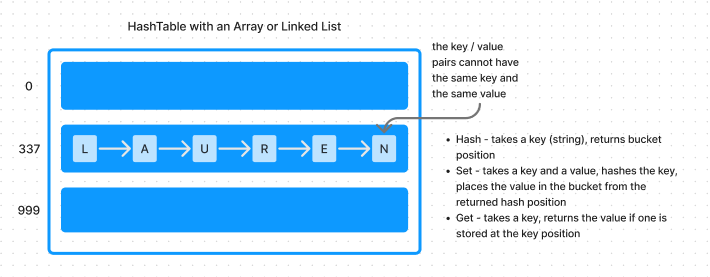 HashTable with an Array or Linked List
the key / value
pairs cannot have
the same key and
the same value
0
337
L A U R E N
999
• Hash - takes a key (string), returns bucket
position
• Set - takes a key and a value, hashes the key,
places the value in the bucket from the
returned hash position
• Get - takes a key, returns the value if one is
stored at the key position